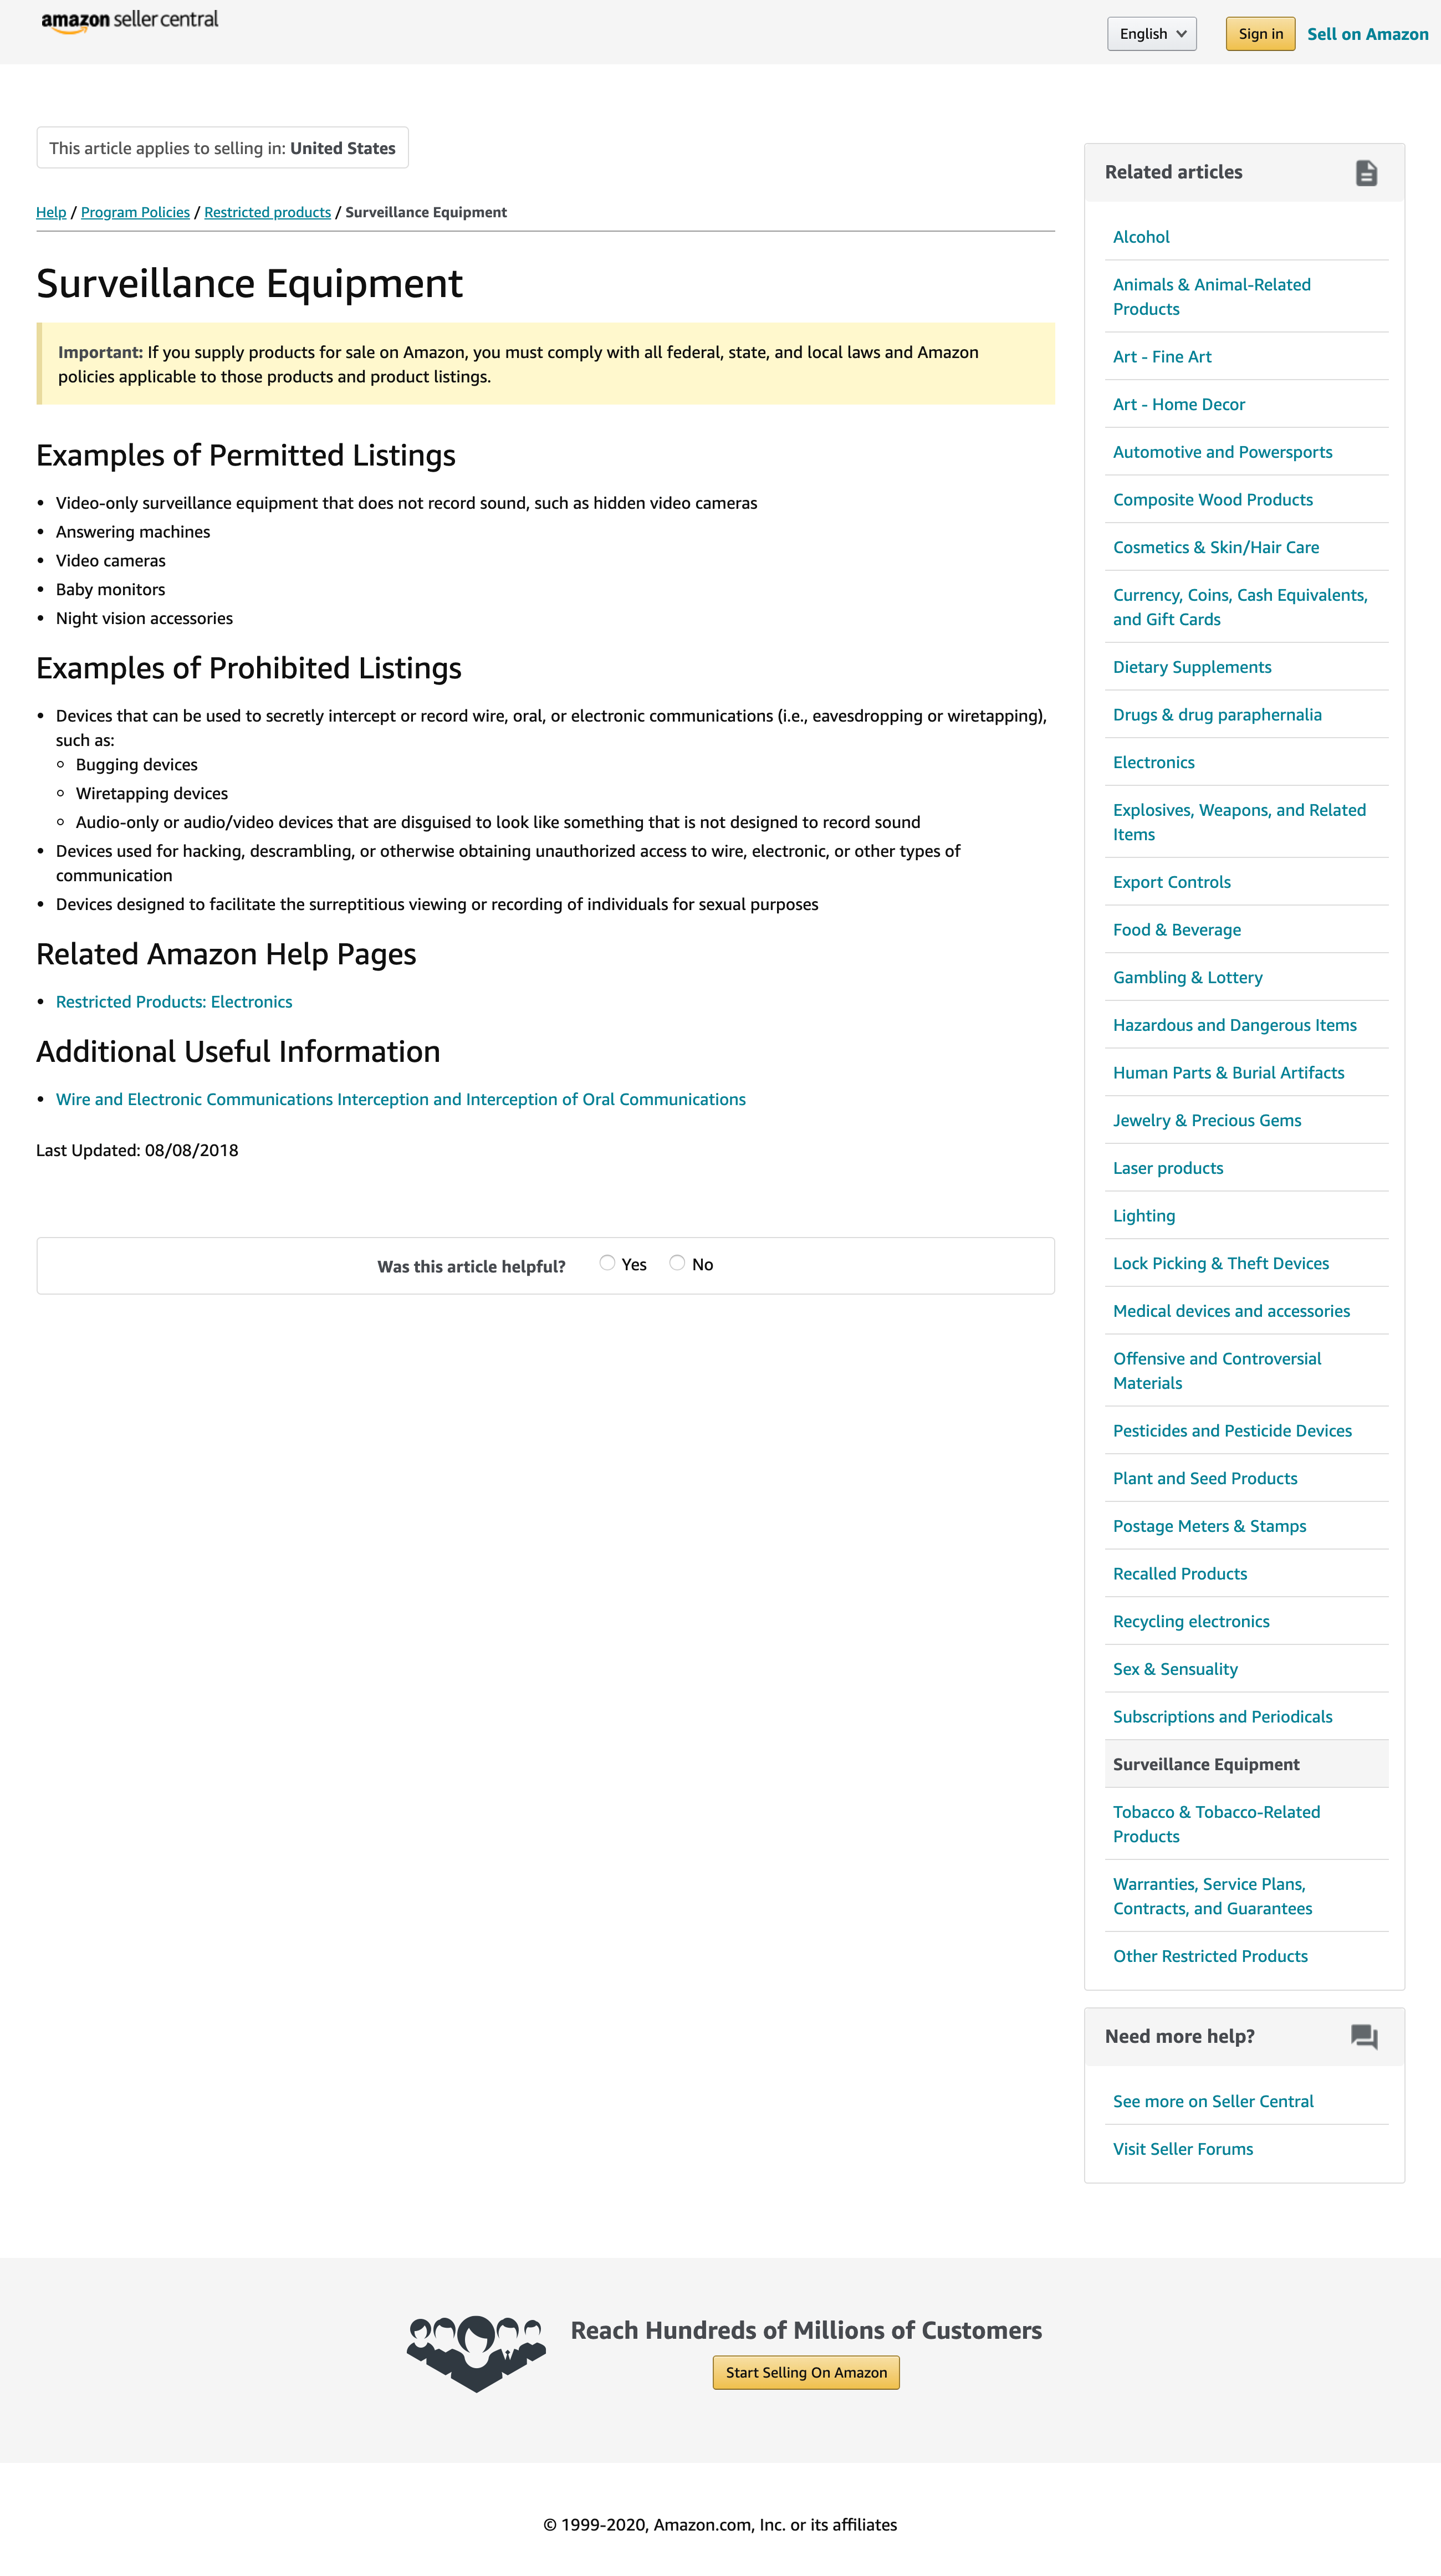 amazon seller central
English
Sign in
Sell on Amazon
This article applies to selling in: United States
Help / Program Policies / Restricted products / Surveillance Equipment
Surveillance Equipment
Important: If you supply products for sale on Amazon, you must comply with all federal, state, and local laws and Amazon
policies applicable to those products and product listings.
Examples of Permitted Listings
• Video-only surveillance equipment that does not record sound, such as hidden video cameras
• Answering machines
• Video cameras
• Baby monitors
• Night vision accessories
Examples of Prohibited Listings
• Devices that can be used to secretly intercept or record wire, oral, or electronic communications (i.e., eavesdropping or wiretapping),
such as:
◦ Bugging devices
◦ Wiretapping devices
◦ Audio-only or audio/video devices that are disguised to look like something that is not designed to record sound
• Devices used for hacking, descrambling, or otherwise obtaining unauthorized access to wire, electronic, or other types of
communication
• Devices designed to facilitate the surreptitious viewing or recording of individuals for sexual purposes
Related Amazon Help Pages
• Restricted Products: Electronics
Additional Useful Information
• Wire and Electronic Communications Interception and Interception of Oral Communications
Last Updated: 08/08/2018
Was this article helpful?
Yes
No
Related articles
Alcohol
Animals & Animal-Related
Products
Art - Fine Art
Art - Home Decor
Automotive and Powersports
Composite Wood Products
Cosmetics & Skin/Hair Care
Currency, Coins, Cash Equivalents,
and Gift Cards
Dietary Supplements
Drugs & drug paraphernalia
Electronics
Explosives, Weapons, and Related
Items
Export Controls
Food & Beverage
Gambling & Lottery
Hazardous and Dangerous Items
Human Parts & Burial Artifacts
Jewelry & Precious Gems
Laser products
Lighting
Lock Picking & Theft Devices
Medical devices and accessories
Offensive and Controversial
Materials
Pesticides and Pesticide Devices
Plant and Seed Products
Postage Meters & Stamps
Recalled Products
Recycling electronics
Sex & Sensuality
Subscriptions and Periodicals
Surveillance Equipment
Tobacco & Tobacco-Related
Products
Warranties, Service Plans,
Contracts, and Guarantees
Other Restricted Products
Need more help?
See more on Seller Central
Visit Seller Forums
Reach Hundreds of Millions of Customers
Start Selling On Amazon
© 1999-2020, Amazon.com, Inc. or its affiliates